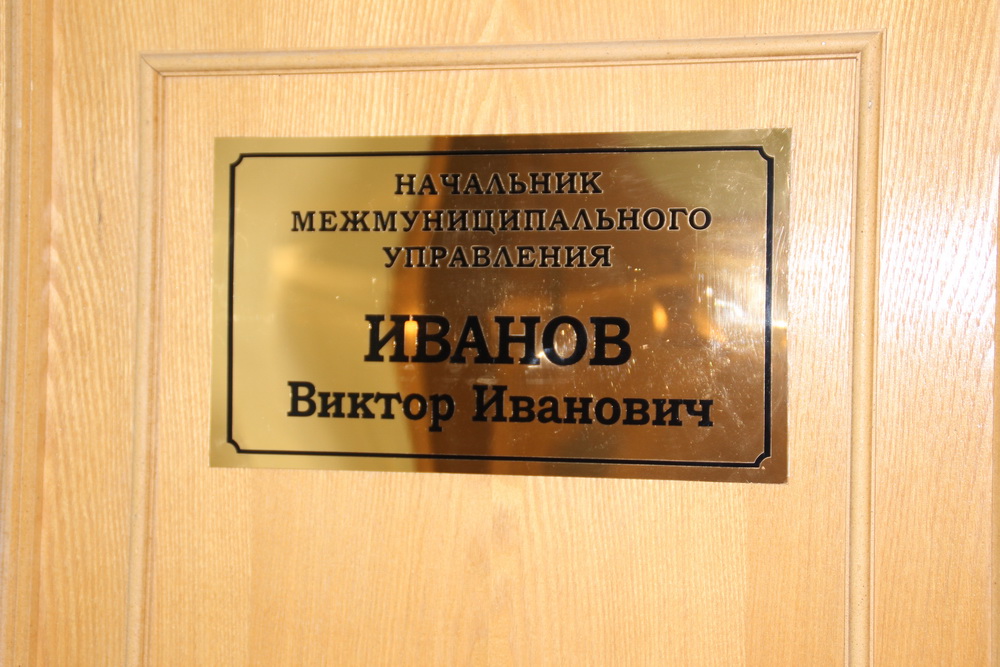 НАЧАЛЬНИК
МЕЖМУНИЦИПАЛЬНОГО
УПРАВЛЕНИЯ
ИВАНОВ
Виктор Иванович